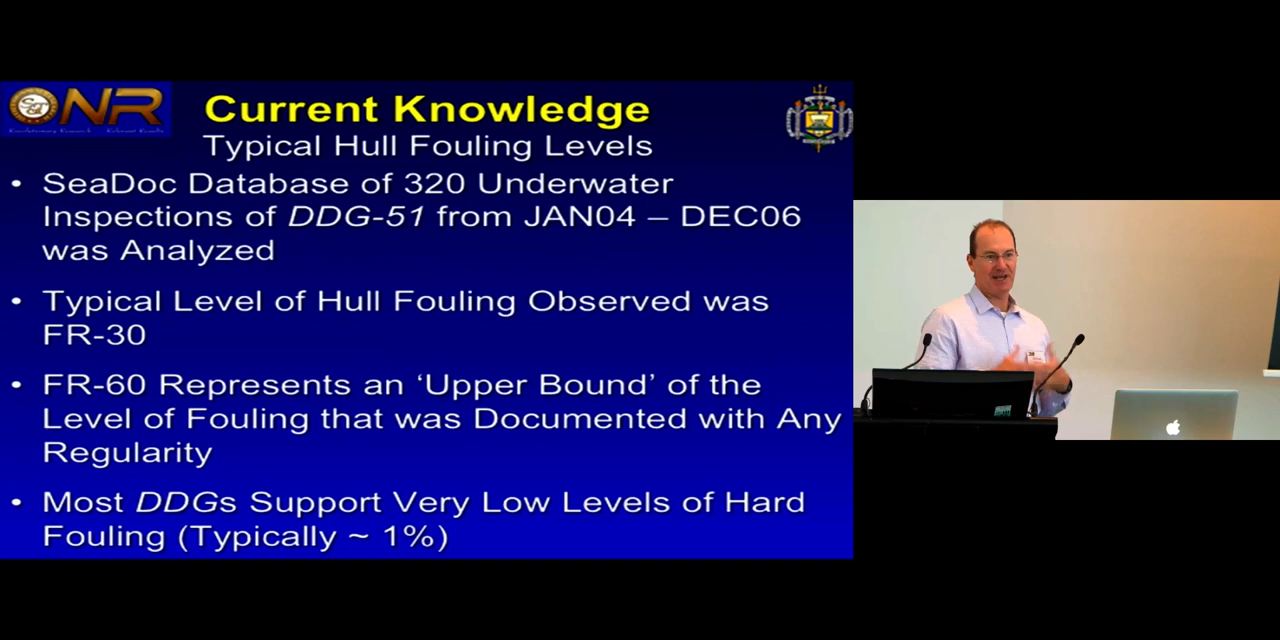 ONR
Current Knowledge
Typical Hull Fouling Levels
• SeaDoc Database of 320 Underwater
Inspections of DDG-51 from JAN04 – DEC06
was Analyzed
• Typical Level of Hull Fouling Observed was
FR-30
• FR-60 Represents an ‘Upper Bound’ of the
Level of Fouling that was Documented with Any
Regularity
• Most DDGs Support Very Low Levels of Hard
Fouling (Typically ~ 1%)